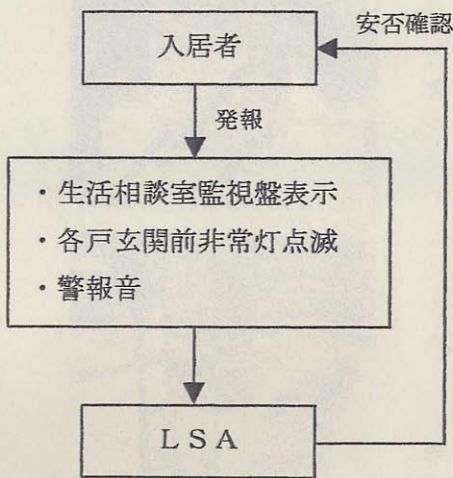 安否確認
入居者
発報
・生活相談室監視盤表示
・各戸玄関前非常灯点滅
・警報音
LSA